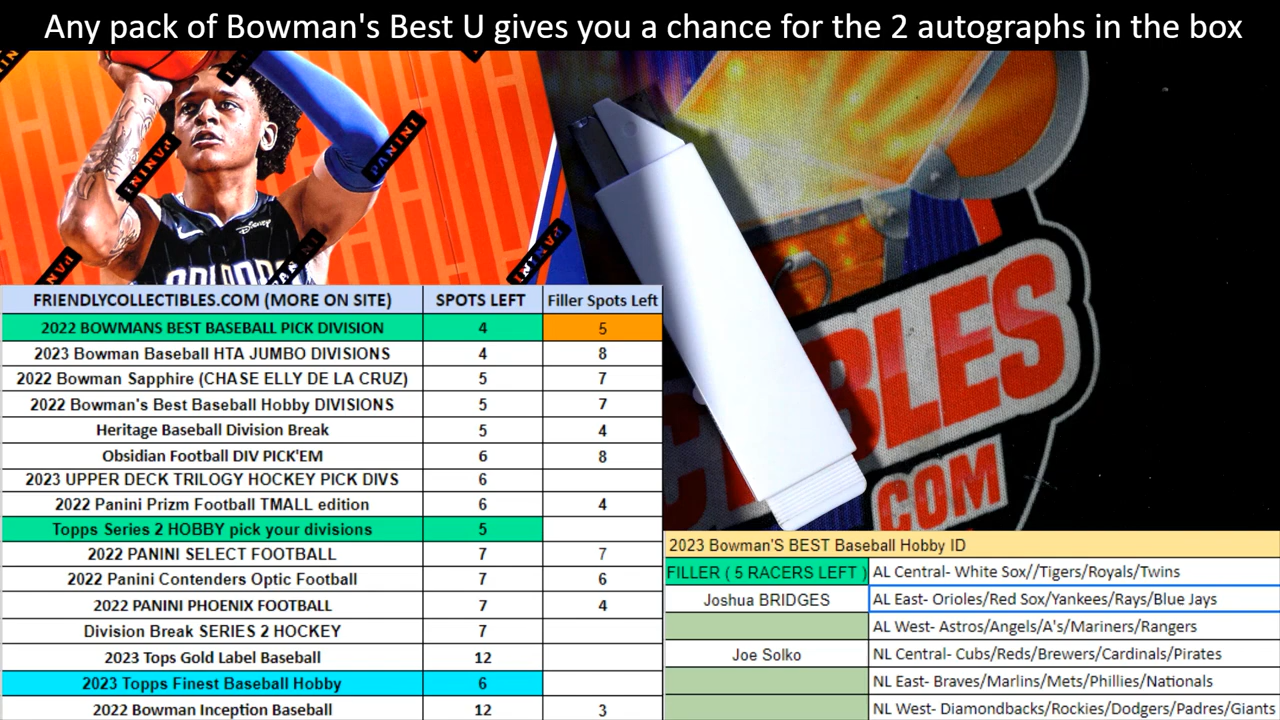 Any pack of Bowman's Best U gives you a chance for the 2 autographs in the box
PANINI
PANINI
PANINI
PANINI
PANINI
Disney
ORLANDO
BLES
.COM
FRIENDLYCOLLECTIBLES.COM (MORE ON SITE) SPOTS LEFT Filler Spots Left
2022 BOWMANS BEST BASEBALL PICK DIVISION 4 5
2023 Bowman Baseball HTA JUMBO DIVISIONS 4 8
2022 Bowman Sapphire (CHASE ELLY DE LA CRUZ) 5 7
2022 Bowman's Best Baseball Hobby DIVISIONS 5 7
Heritage Baseball Division Break 5 4
Obsidian Football DIV PICK'EM 6 8
2023 UPPER DECK TRILOGY HOCKEY PICK DIVS 6
2022 Panini Prizm Football TMALL edition 6 4
Topps Series 2 HOBBY pick your divisions 5
2022 PANINI SELECT FOOTBALL 7 7
2022 Panini Contenders Optic Football 7 6
2022 PANINI PHOENIX FOOTBALL 7 4
Division Break SERIES 2 HOCKEY 7
2023 Tops Gold Label Baseball 12
2023 Topps Finest Baseball Hobby 6
2022 Bowman Inception Baseball 12 3
2023 Bowman'S BEST Baseball Hobby ID
FILLER ( 5 RACERS LEFT ) AL Central- White Sox//Tigers/Royals/Twins
Joshua BRIDGES AL East- Orioles/Red Sox/Yankees/Rays/Blue Jays
AL West- Astros/Angels/A's/Mariners/Rangers
Joe Solko NL Central- Cubs/Reds/Brewers/Cardinals/Pirates
NL East- Braves/Marlins/Mets/Phillies/Nationals
NL West- Diamondbacks/Rockies/Dodgers/Padres/Giants